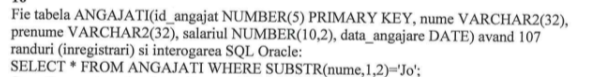 Fie tabela ANGAJATI(id_angajat NUMBER(5) PRIMARY KEY, nume VARCHAR2(32),
prenume VARCHAR2(32), salariul NUMBER(10,2), data_angajare DATE) avand 107
randuri (inregistrari) si interogarea SQL Oracle:
SELECT * FROM ANGAJATI WHERE SUBSTR(nume,1,2)='Jo';